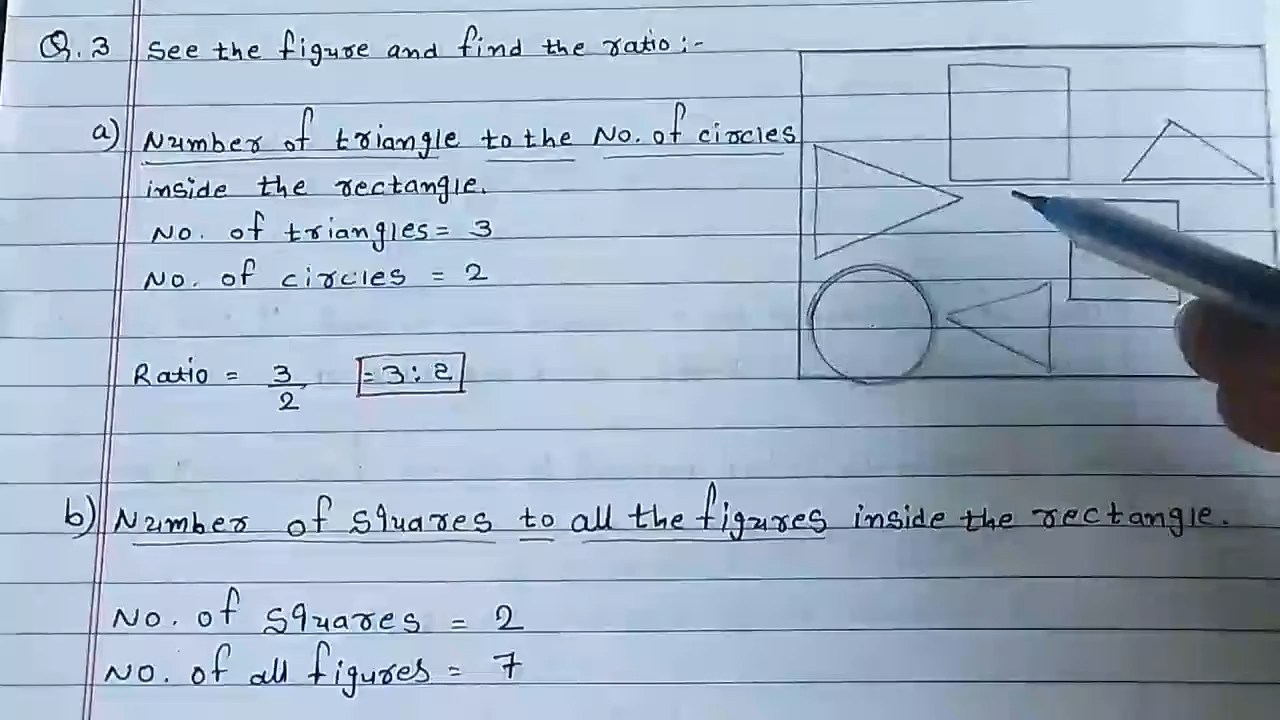 Q.3 See the figure and find the ratio :-
a) Number of triangle to the No. of circles
inside the rectangle.
No. of triangles = 3
No. of circles = 2
Ratio = 3/2 = 3:2
b) Number of squares to all the figures inside the rectangle.
No. of squares = 2
No. of all figures = 7